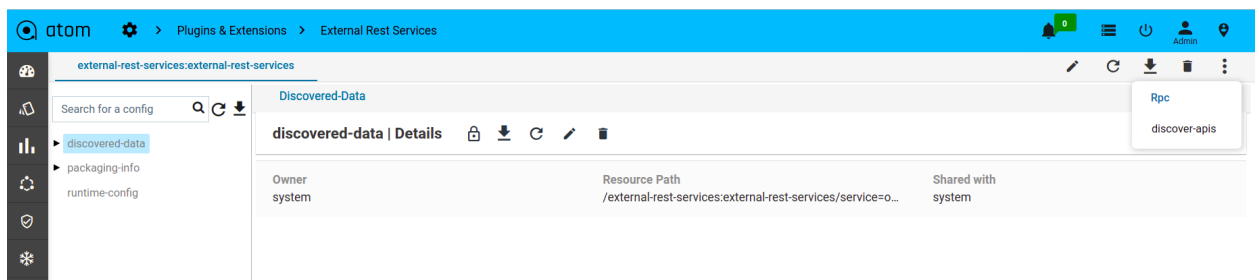 atom > Plugins & Extensions > External Rest Services 0 Admin
external-rest-services:external-rest-services
Search for a config
discovered-data
packaging-info
runtime-config
Discovered-Data
discovered-data | Details
Owner Resource Path Shared with
system /external-rest-services:external-rest-services/service=o... system
Rpc
discover-apis